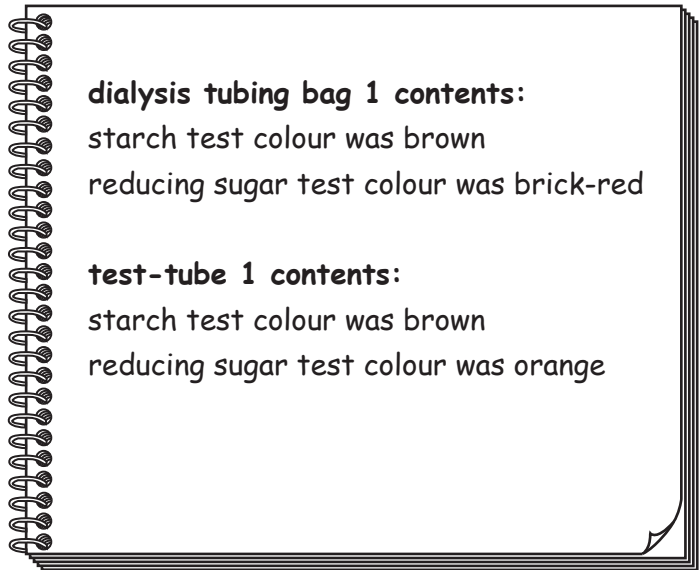 dialysis tubing bag 1 contents:
starch test colour was brown
reducing sugar test colour was brick-red
test-tube 1 contents:
starch test colour was brown
reducing sugar test colour was orange